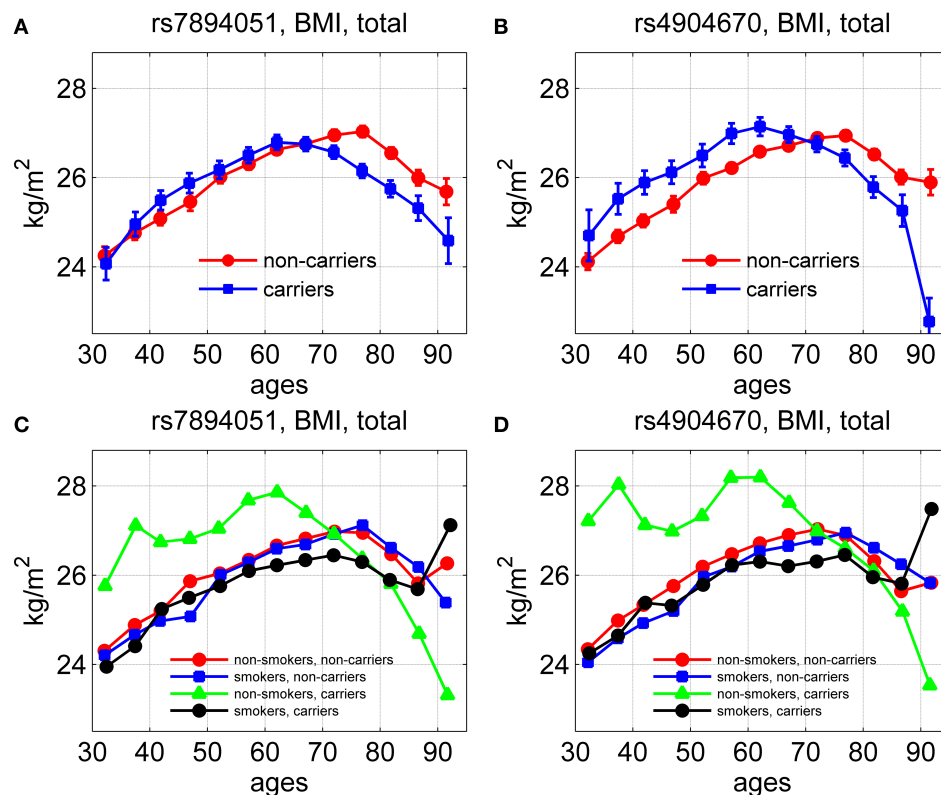 A
rs7894051, BMI, total
28
26
24
kg/m²
non-carriers
carriers
30 40 50 60 70 80 90
ages
B
rs4904670, BMI, total
28
26
24
kg/m²
non-carriers
carriers
30 40 50 60 70 80 90
ages
C
rs7894051, BMI, total
28
26
24
kg/m²
non-smokers, non-carriers
smokers, non-carriers
non-smokers, carriers
smokers, carriers
30 40 50 60 70 80 90
ages
D
rs4904670, BMI, total
28
26
24
kg/m²
non-smokers, non-carriers
smokers, non-carriers
non-smokers, carriers
smokers, carriers
30 40 50 60 70 80 90
ages